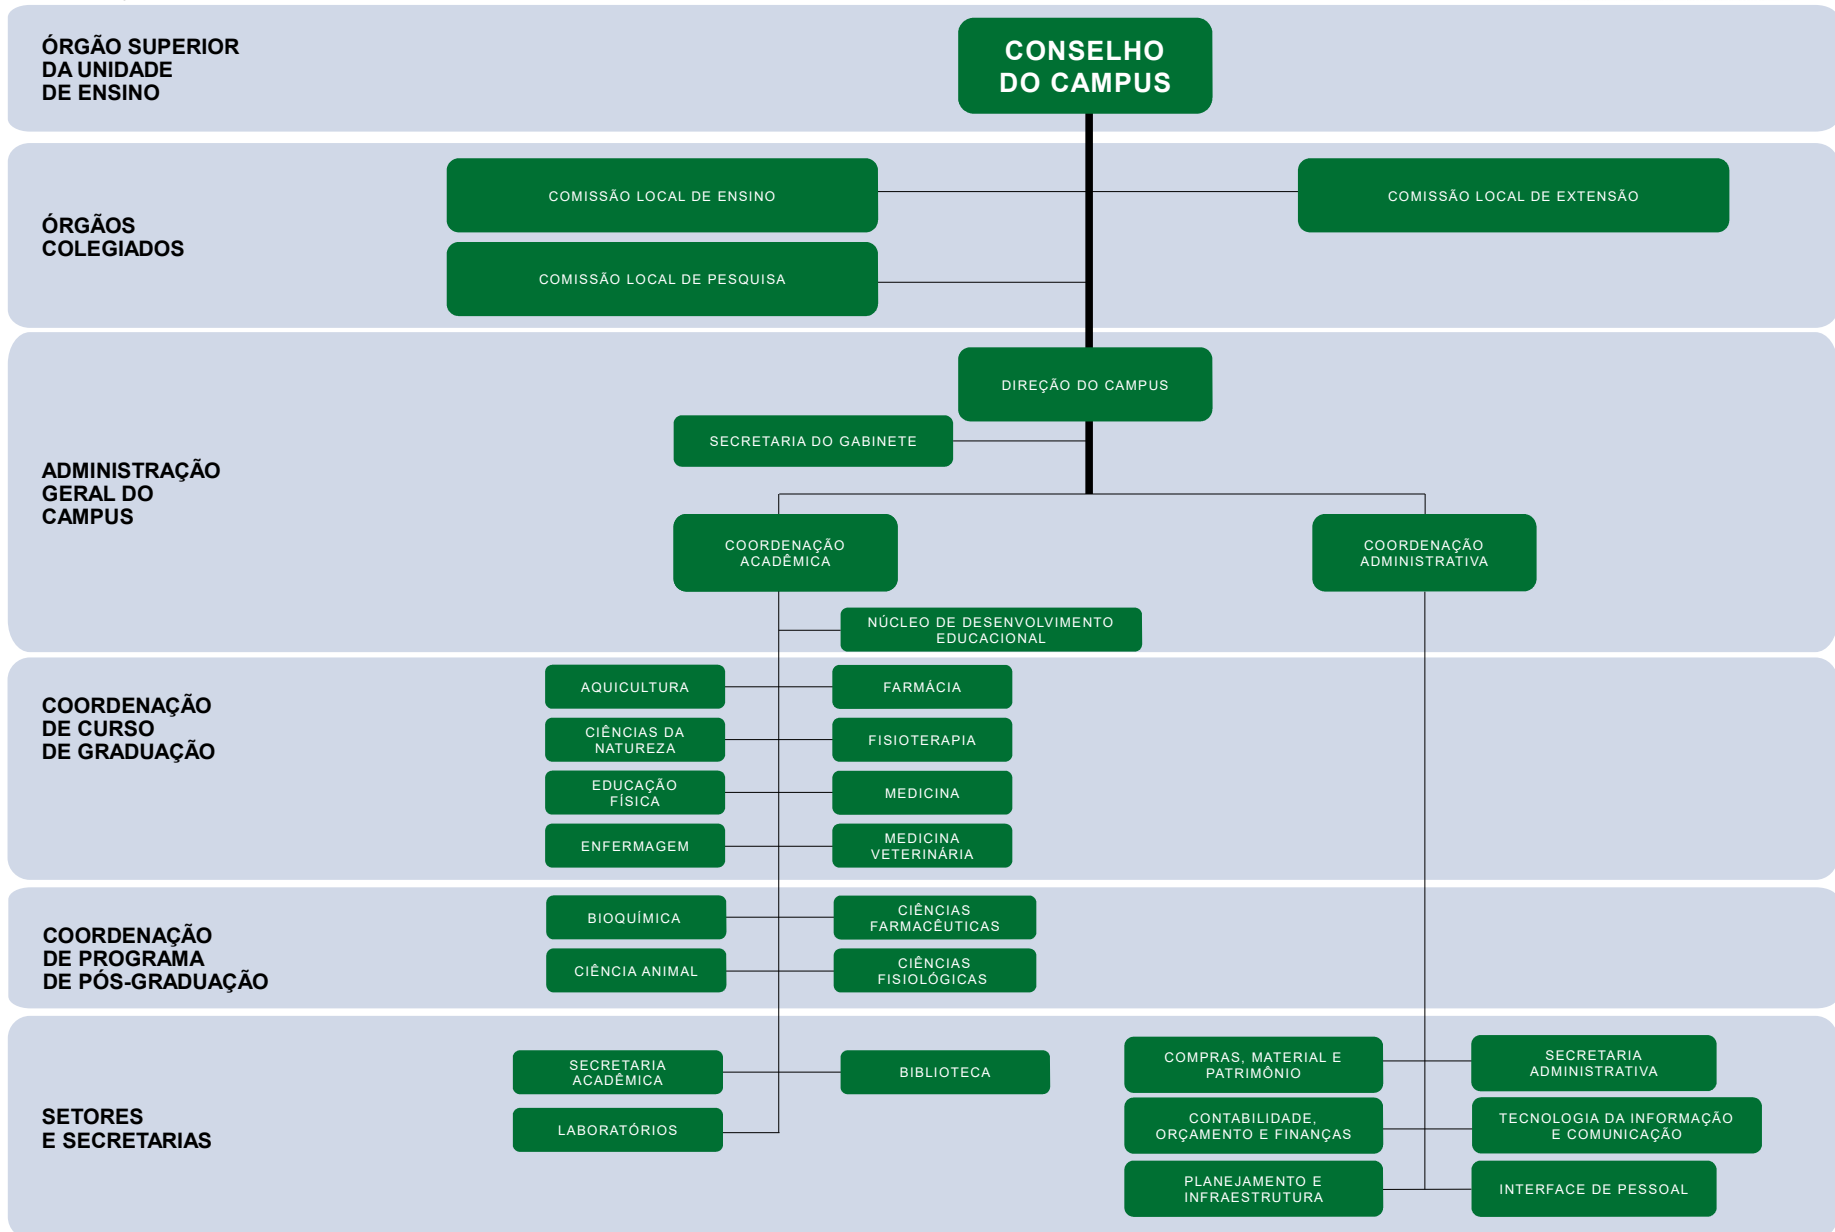 ÓRGÃO SUPERIOR
DA UNIDADE
DE ENSINO
CONSELHO
DO CAMPUS
ÓRGÃOS
COLEGIADOS
COMISSÃO LOCAL DE ENSINO
COMISSÃO LOCAL DE EXTENSÃO
COMISSÃO LOCAL DE PESQUISA
ADMINISTRAÇÃO
GERAL DO
CAMPUS
DIREÇÃO DO CAMPUS
SECRETARIA DO GABINETE
COORDENAÇÃO
ACADÊMICA
COORDENAÇÃO
ADMINISTRATIVA
NÚCLEO DE DESENVOLVIMENTO
EDUCACIONAL
COORDENAÇÃO
DE CURSO
DE GRADUAÇÃO
AQUICULTURA
FARMÁCIA
CIÊNCIAS DA
NATUREZA
FISIOTERAPIA
EDUCAÇÃO
FÍSICA
MEDICINA
ENFERMAGEM
MEDICINA
VETERINÁRIA
COORDENAÇÃO
DE PROGRAMA
DE PÓS-GRADUAÇÃO
BIOQUÍMICA
CIÊNCIAS
FARMACÊUTICAS
CIÊNCIA ANIMAL
CIÊNCIAS
FISIOLÓGICAS
SETORES
E SECRETARIAS
SECRETARIA
ACADÊMICA
BIBLIOTECA
LABORATÓRIOS
COMPRAS, MATERIAL E
PATRIMÔNIO
SECRETARIA
ADMINISTRATIVA
CONTABILIDADE,
ORÇAMENTO E FINANÇAS
TECNOLOGIA DA INFORMAÇÃO
E COMUNICAÇÃO
PLANEJAMENTO E
INFRAESTRUTURA
INTERFACE DE PESSOAL